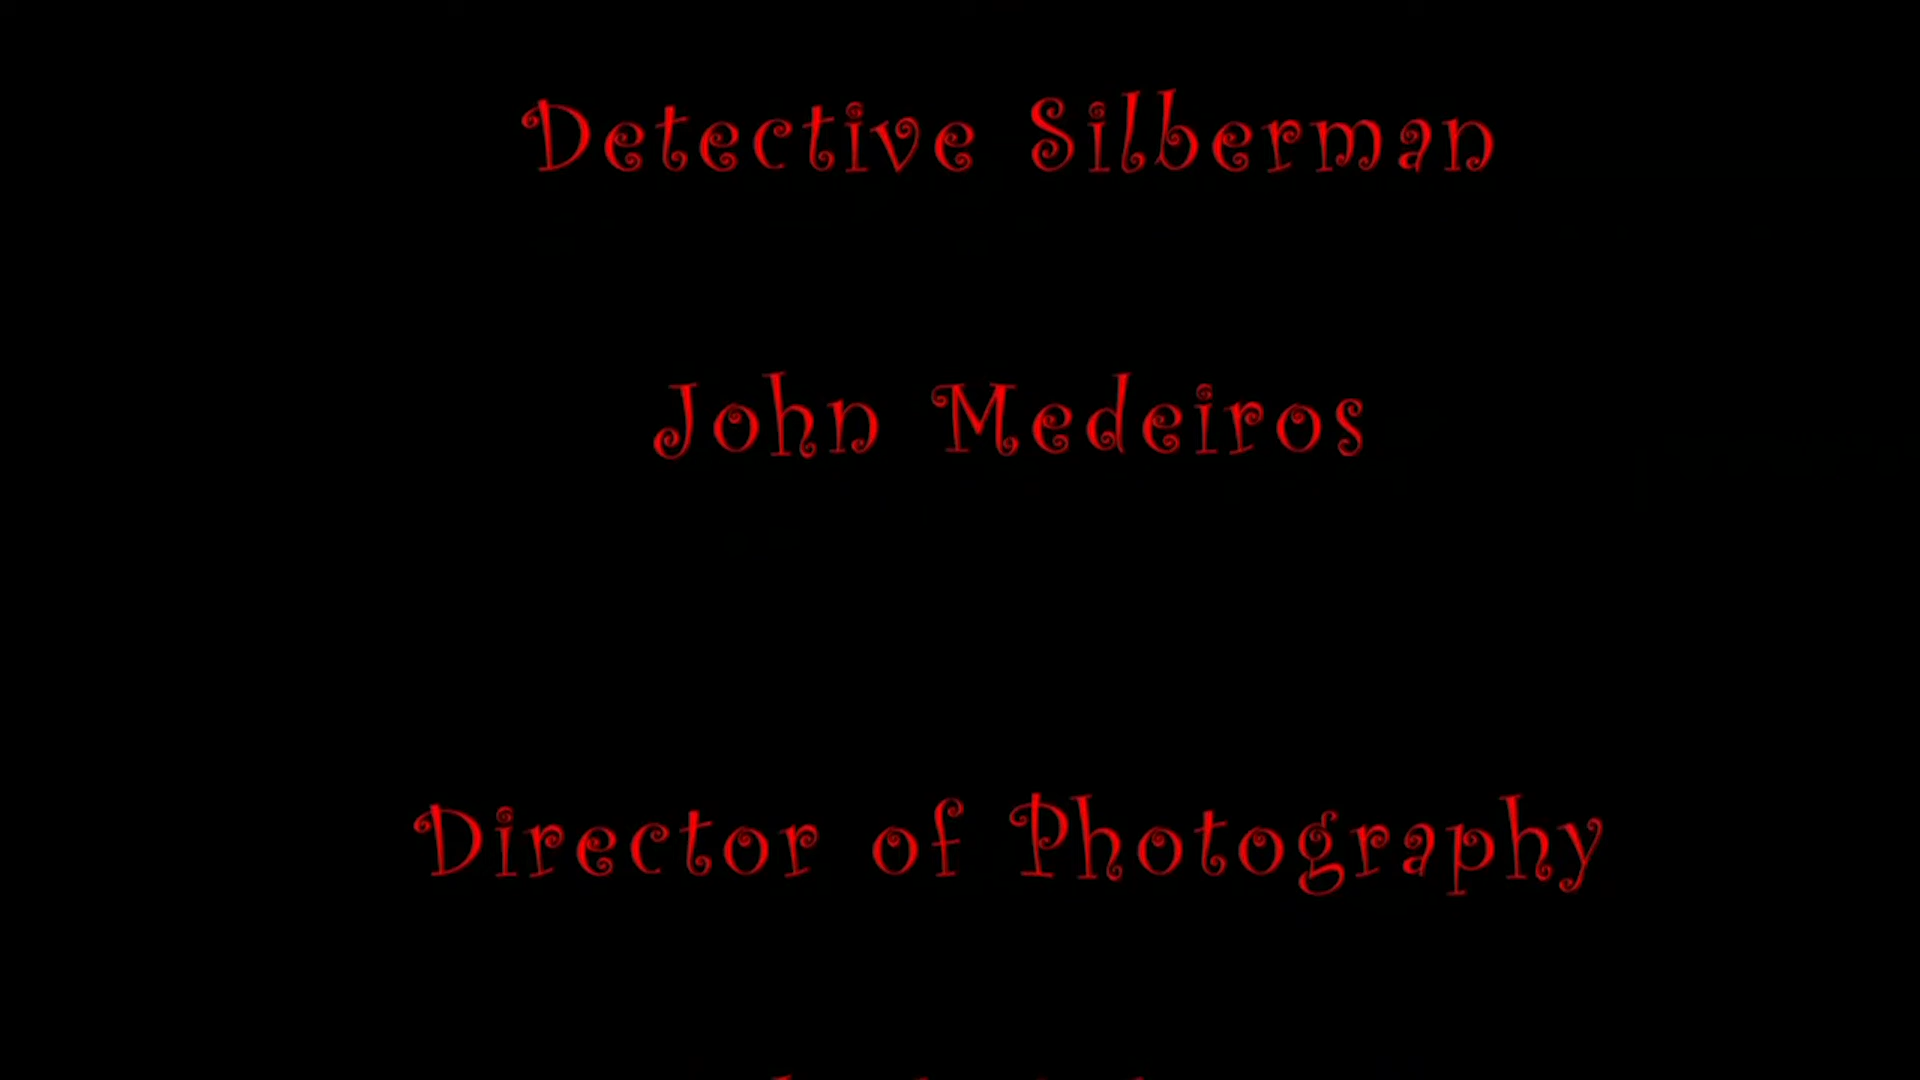 Detective Silberman
John Medeiros
Director of Photography